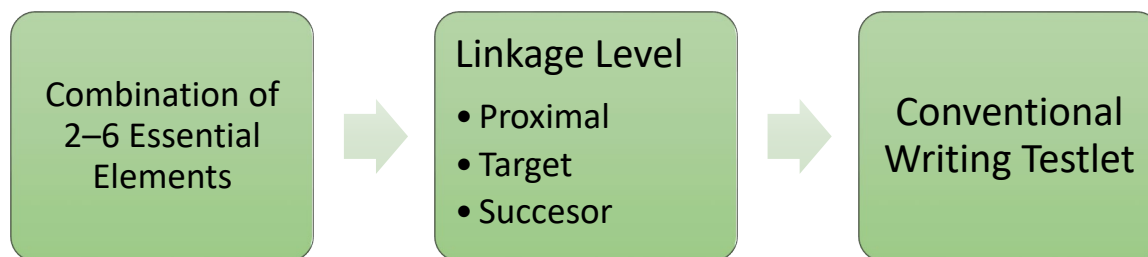 Combination of
2–6 Essential
Elements
Linkage Level
• Proximal
• Target
• Succesor
Conventional
Writing Testlet